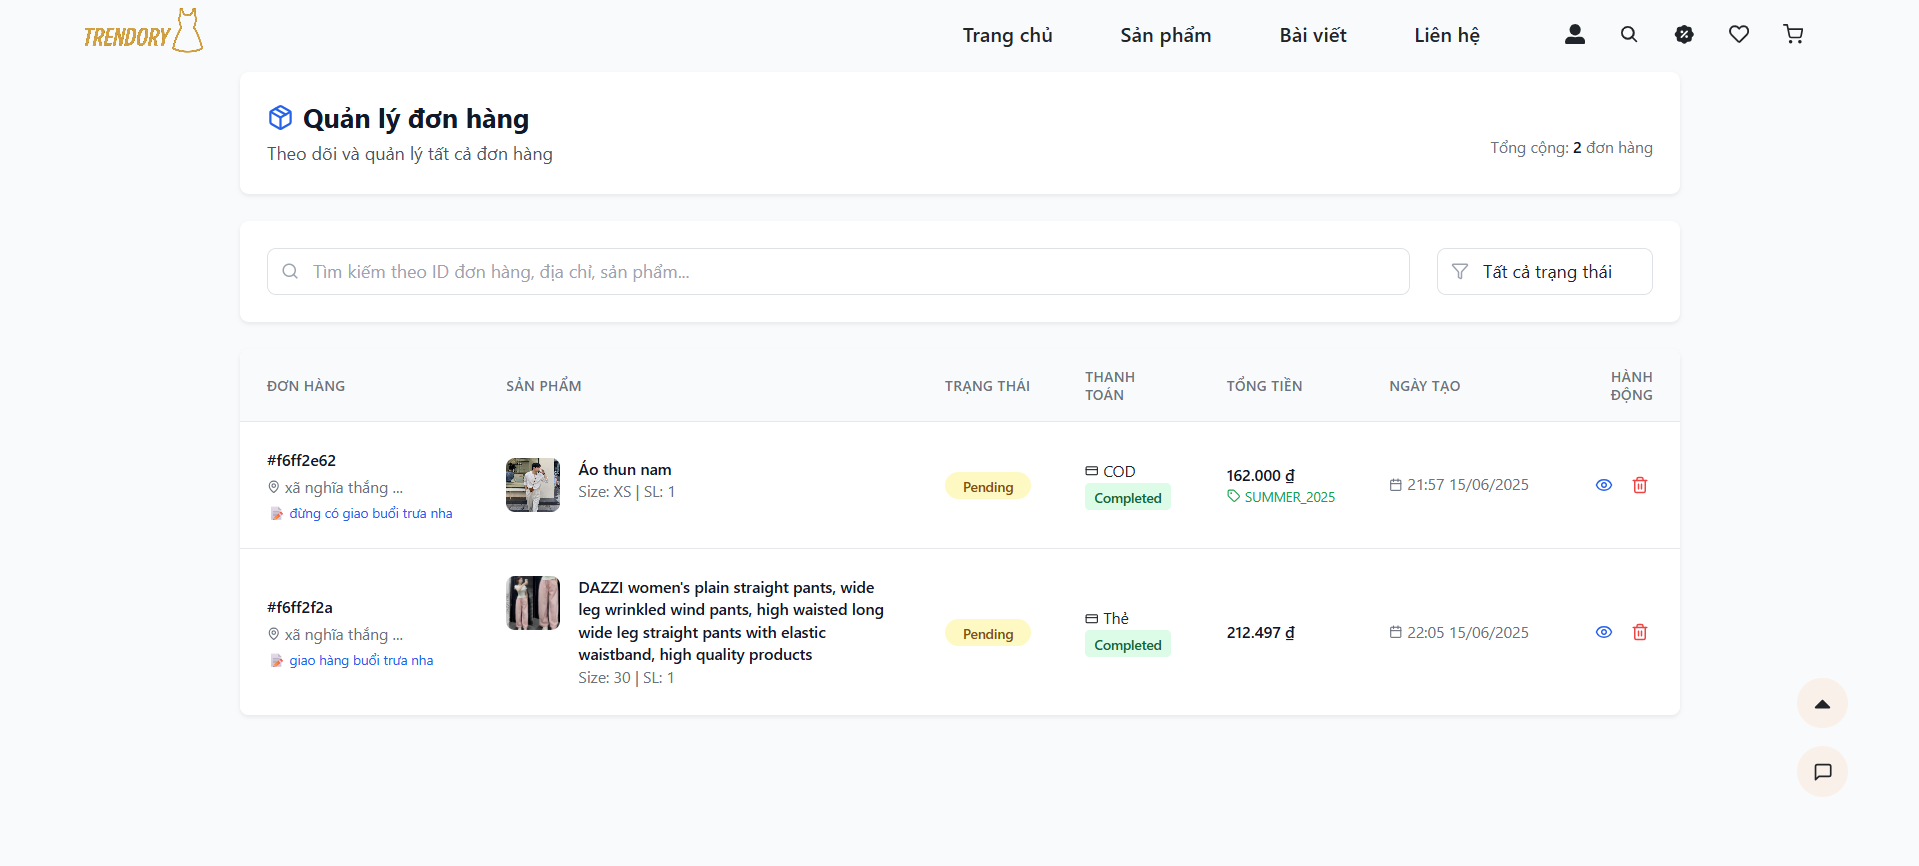 TRENDORY
Trang chủ
Sản phẩm
Bài viết
Liên hệ
Quản lý đơn hàng
Theo dõi và quản lý tất cả đơn hàng
Tổng cộng: 2 đơn hàng
Tìm kiếm theo ID đơn hàng, địa chỉ, sản phẩm...
Tất cả trạng thái
ĐƠN HÀNG
SẢN PHẨM
TRẠNG THÁI
THANH
TOÁN
TỔNG TIỀN
NGÀY TẠO
HÀNH
ĐỘNG
#f6ff2e62
xã nghĩa thắng ...
đừng có giao buổi trưa nha
Áo thun nam
Size: XS | SL: 1
Pending
COD
Completed
162.000 ₫
SUMMER_2025
21:57 15/06/2025
#f6ff2f2a
xã nghĩa thắng ...
giao hàng buổi trưa nha
DAZZI women's plain straight pants, wide
leg wrinkled wind pants, high waisted long
wide leg straight pants with elastic
waistband, high quality products
Size: 30 | SL: 1
Pending
Thẻ
Completed
212.497 ₫
22:05 15/06/2025